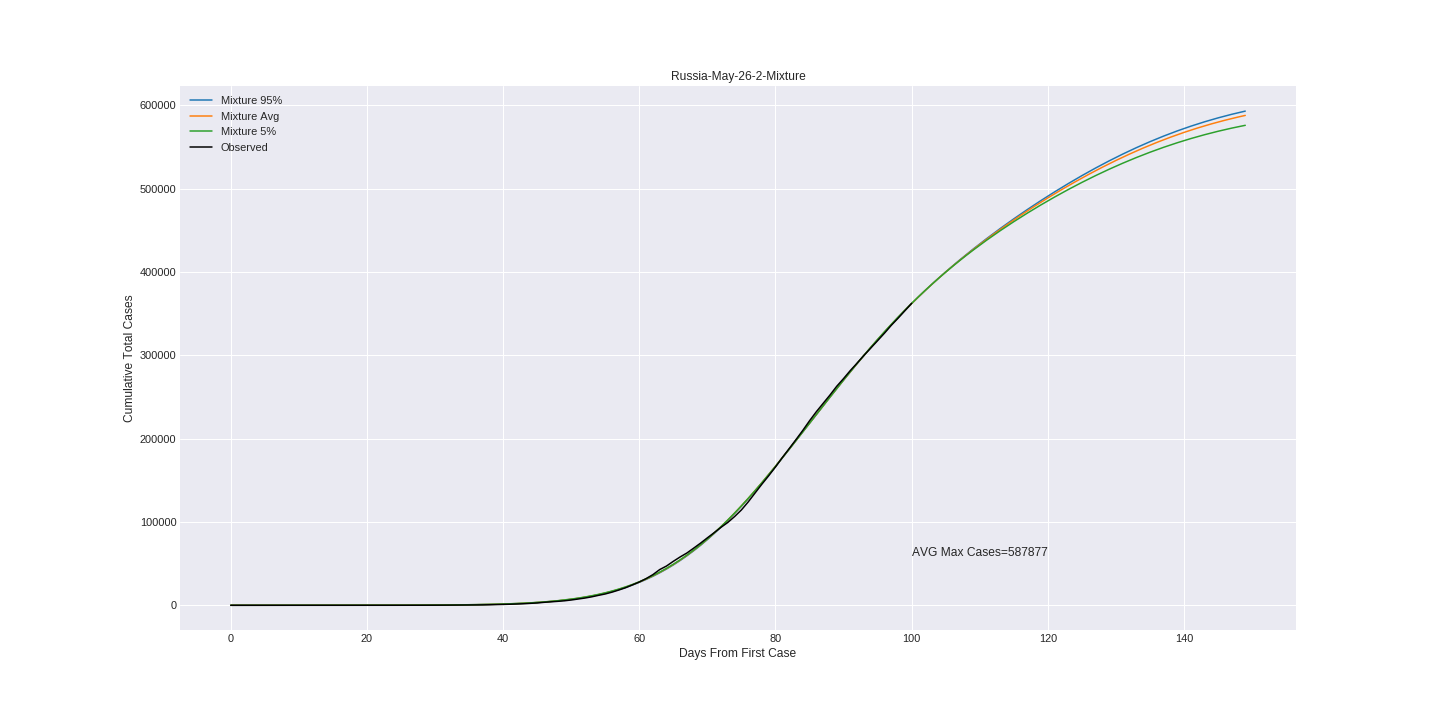 Russia-May-26-2-Mixture
Mixture 95%
Mixture Avg
Mixture 5%
Observed
600000
500000
400000
300000
200000
100000
0
Cumulative Total Cases
AVG Max Cases=587877
0 20 40 60 80 100 120 140
Days From First Case